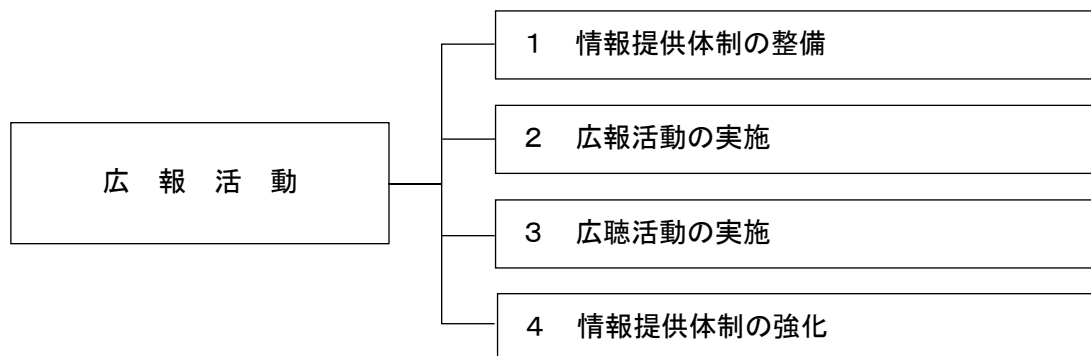 広　報　活　動
１　情報提供体制の整備
２　広報活動の実施
３　広聴活動の実施
４　情報提供体制の強化